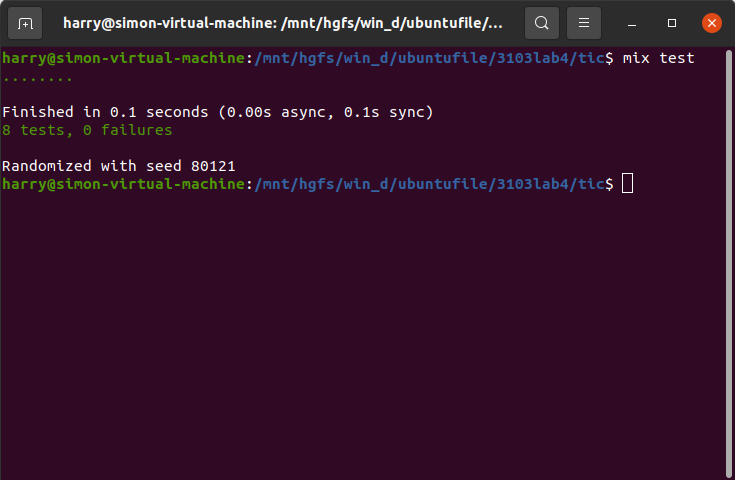 harry@simon-virtual-machine: /mnt/hgfs/win_d/ubuntufile/...
harry@simon-virtual-machine:/mnt/hgfs/win_d/ubuntufile/3103lab4/tic$ mix test
........
Finished in 0.1 seconds (0.00s async, 0.1s sync)
8 tests, 0 failures
Randomized with seed 80121
harry@simon-virtual-machine:/mnt/hgfs/win_d/ubuntufile/3103lab4/tic$